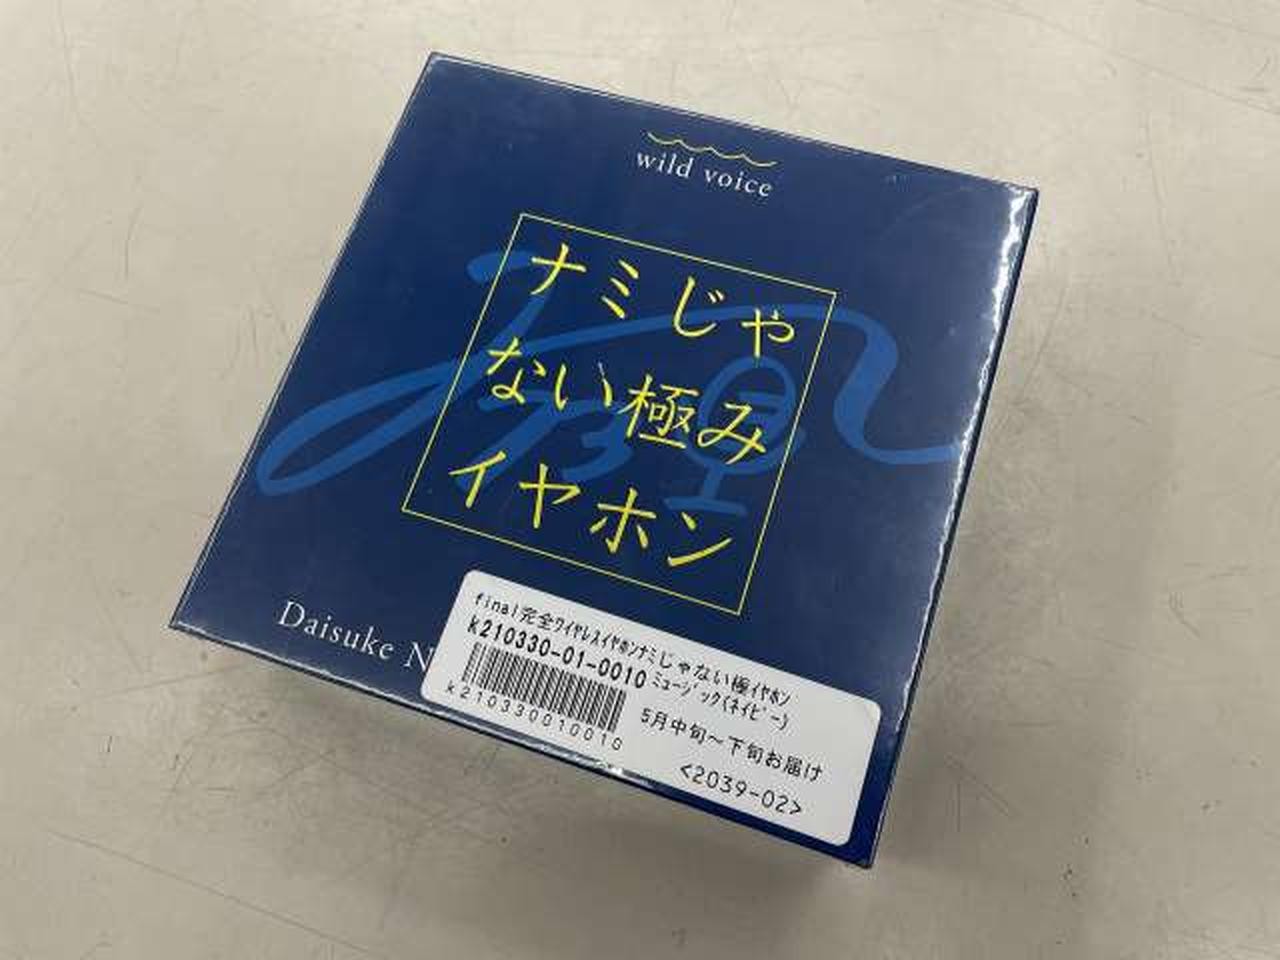 wild voice
ナミじゃ
ない極み
イヤホン
Daisuke N
final完全ワイヤレスイヤホンナミじゃない極イヤホン
k210330-01-0010 ミュージック(ネイビー)
k210330010010
5月中旬～下旬お届け
<2039-02>